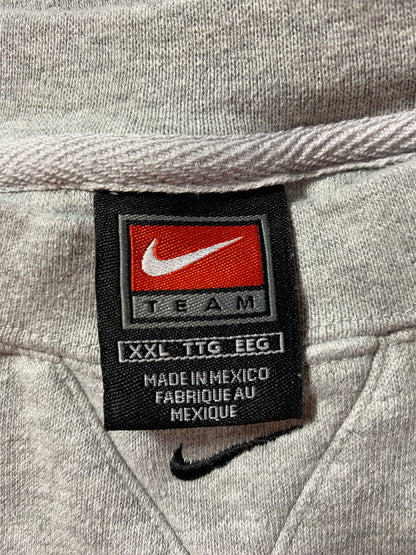 TEAM
XXL TTG EEG
MADE IN MEXICO
FABRIQUE AU
MEXIQUE